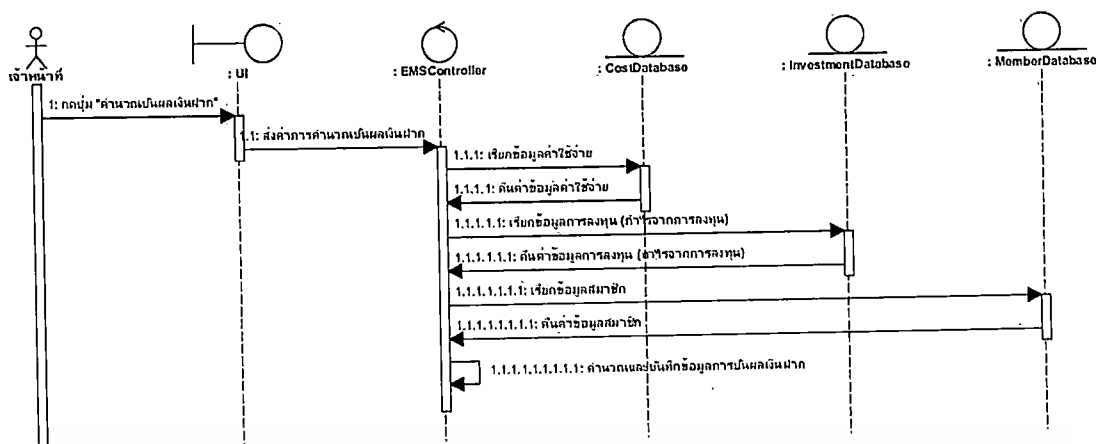 เจ้าหน้าที่
: UI
: EMSController
: CostDatabase
: InvestmentDatabase
: MemberDatabase
1: กดปุ่ม "คำนวณปันผลเงินฝาก"
1.1: ส่งค่าการคำนวณปันผลเงินฝาก
1.1.1: เรียกข้อมูลค่าใช้จ่าย
1.1.1.1: คืนค่าข้อมูลค่าใช้จ่าย
1.1.1.1.1: เรียกข้อมูลการลงทุน (กำไรจากการลงทุน)
1.1.1.1.1.1: คืนค่าข้อมูลการลงทุน (กำไรจากการลงทุน)
1.1.1.1.1.1.1: เรียกข้อมูลสมาชิก
1.1.1.1.1.1.1.1: คืนค่าข้อมูลสมาชิก
1.1.1.1.1.1.1.1.1: คำนวณและบันทึกข้อมูลการปันผลเงินฝาก